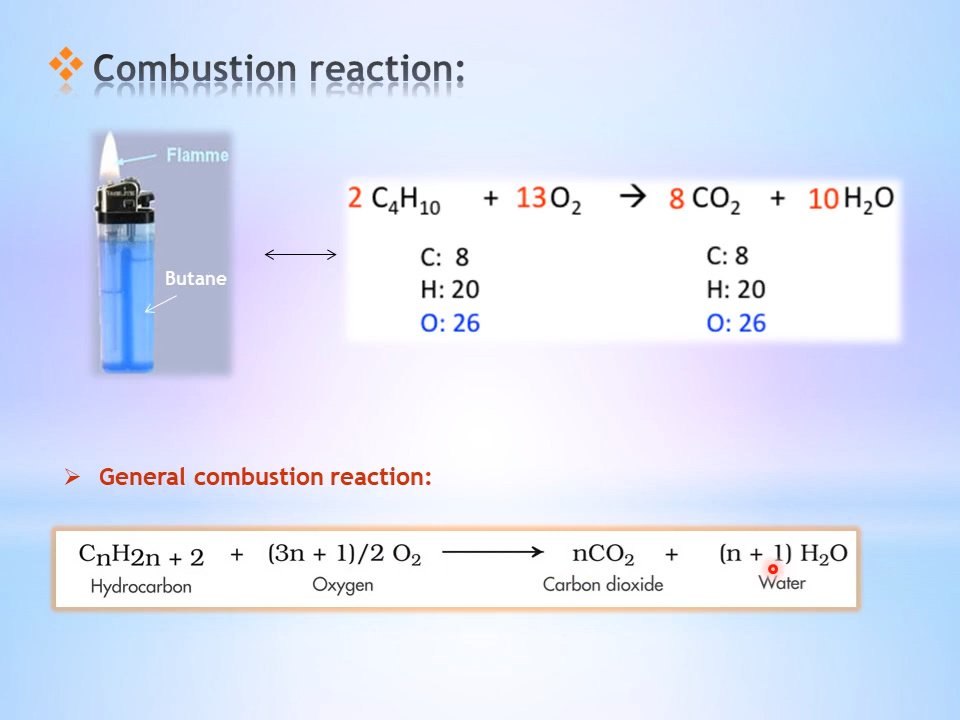 Combustion reaction:
Flamme
Butane
2 C₄H₁₀ + 13 O₂ → 8 CO₂ + 10 H₂O
C: 8 C: 8
H: 20 H: 20
O: 26 O: 26
General combustion reaction:
CnH2n + 2 + (3n + 1)/2 O₂ ⟶ nCO₂ + (n + 1) H₂O
Hydrocarbon Oxygen Carbon dioxide Water